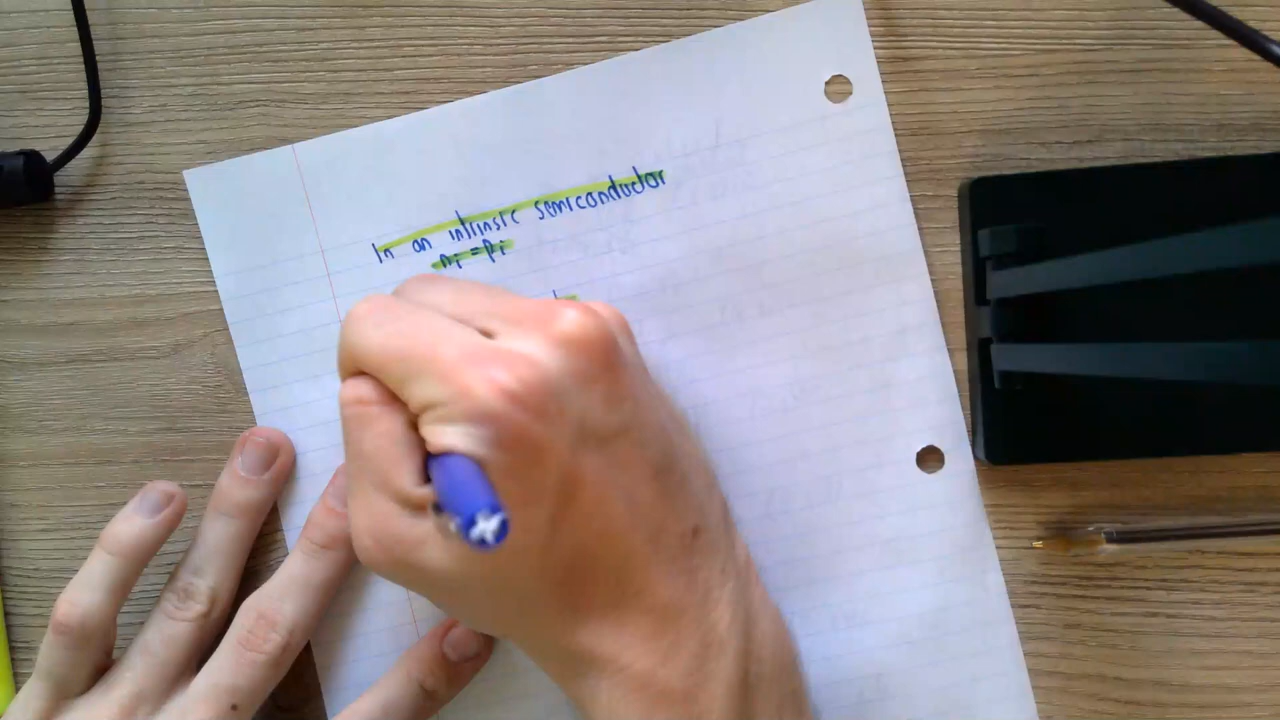 In an intrinsic semiconductor
nᵢ = pᵢ